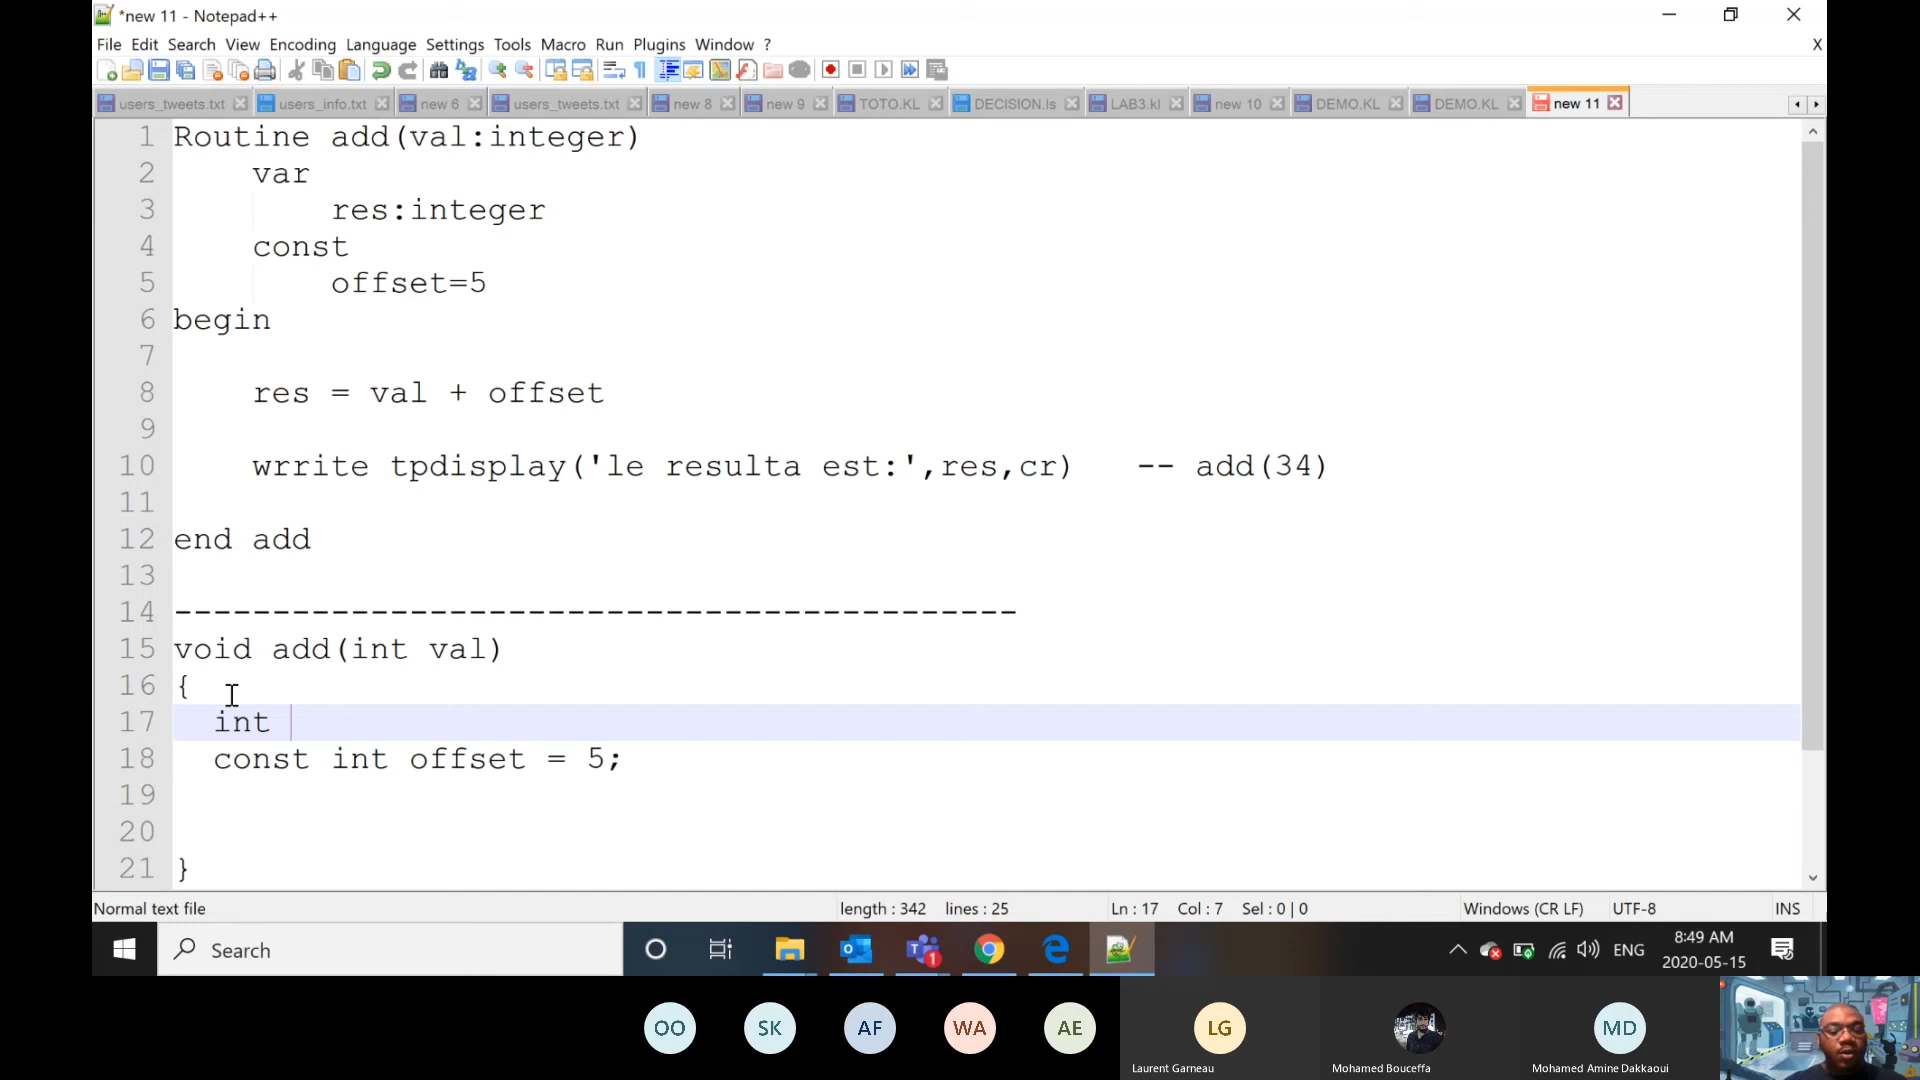 *new 11 - Notepad++
File Edit Search View Encoding Language Settings Tools Macro Run Plugins Window ? X
users_tweets.txt users_info.txt new 6 users_tweets.txt new 8 new 9 TOTO.KL DECISION.ls LAB3.kl new 10 DEMO.KL DEMO.KL new 11
1 Routine add(val:integer)
2 var
3 res:integer
4 const
5 offset=5
6 begin
7
8 res = val + offset
9
10 wrrite tpdisplay('le resulta est:',res,cr) -- add(34)
11
12 end add
13
14 -------------------------------------------
15 void add(int val)
16 {
17 int
18 const int offset = 5;
19
20
21 }
Normal text file length : 342 lines : 25 Ln : 17 Col : 7 Sel : 0 | 0 Windows (CR LF) UTF-8 INS
Search 1 ENG 8:49 AM
2020-05-15
OO SK AF WA AE LG MD
Laurent Garneau Mohamed Bouceffa Mohamed Amine Dakkaoui